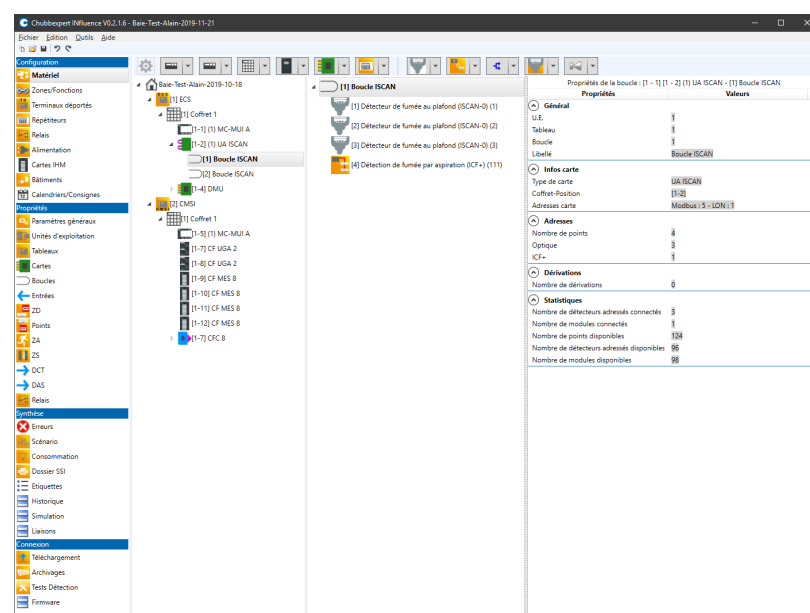 Chubbexpert INfluence V0.2.1.6 - Baie-Test-Alain-2019-11-21
Fichier Edition Outils Aide
Configuration
Matériel
Zones/Fonctions
Terminaux déportés
Répétiteurs
Relais
Alimentation
Cartes IHM
Bâtiments
Calendriers/Consignes
Propriétés
Paramètres généraux
Unités d'exploitation
Tableaux
Cartes
Boucles
Entrées
ZD
Points
ZA
ZS
DCT
DAS
Relais
Synthèse
Erreurs
Scénario
Consommation
Dossier SSI
Etiquettes
Historique
Simulation
Liaisons
Connexion
Téléchargement
Archivages
Tests Détection
Firmware
Baie-Test-Alain-2019-10-18
[1] ECS
[1] Coffret 1
[1-1] (1) MC-MUI A
[1-2] (1) UA ISCAN
[1] Boucle ISCAN
[2] Boucle ISCAN
[1-4] DMU
[2] CMSI
[1] Coffret 1
[1-5] (1) MC-MUI A
[1-7] CF UGA 2
[1-8] CF UGA 2
[1-9] CF MES 8
[1-10] CF MES 8
[1-11] CF MES 8
[1-12] CF MES 8
[1-7] CFC 8
[1] Boucle ISCAN
[1] Détecteur de fumée au plafond (ISCAN-O) (1)
[2] Détecteur de fumée au plafond (ISCAN-O) (2)
[3] Détecteur de fumée au plafond (ISCAN-O) (3)
[4] Détection de fumée par aspiration (ICF+) (111)
Propriétés de la boucle : [1 - 1] [1 - 2] (1) UA ISCAN - [1] Boucle ISCAN
Propriétés Valeurs
Général
U.E. 1
Tableau 1
Boucle 1
Libellé Boucle ISCAN
Infos carte
Type de carte UA ISCAN
Coffret-Position [1-2]
Adresses carte Modbus : 5 - LON : 1
Adresses
Nombre de points 4
Optique 3
ICF+ 1
Dérivations
Nombre de dérivations 0
Statistiques
Nombre de détecteurs adressés connectés 3
Nombre de modules connectés 1
Nombre de points disponibles 124
Nombre de détecteurs adressés disponibles 96
Nombre de modules disponibles 98